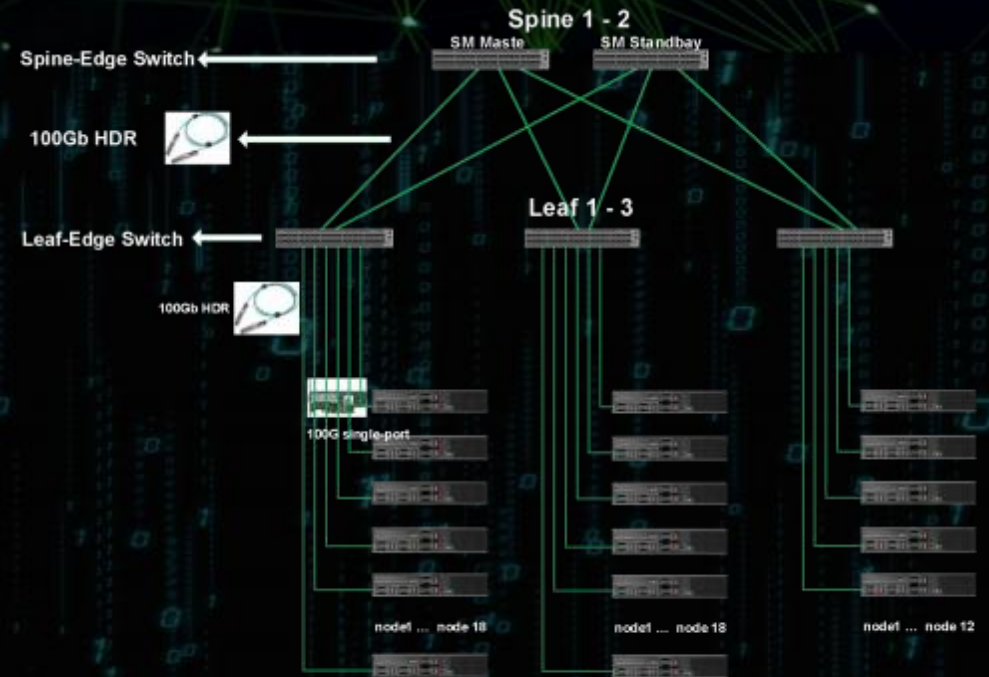 Spine 1 - 2
SM Maste
SM Standbay
Spine-Edge Switch
100Gb HDR
Leaf 1 - 3
Leaf-Edge Switch
100Gb HDR
100G single-port
node1 ... node 18
node1 ... node 18
node1 ... node 12